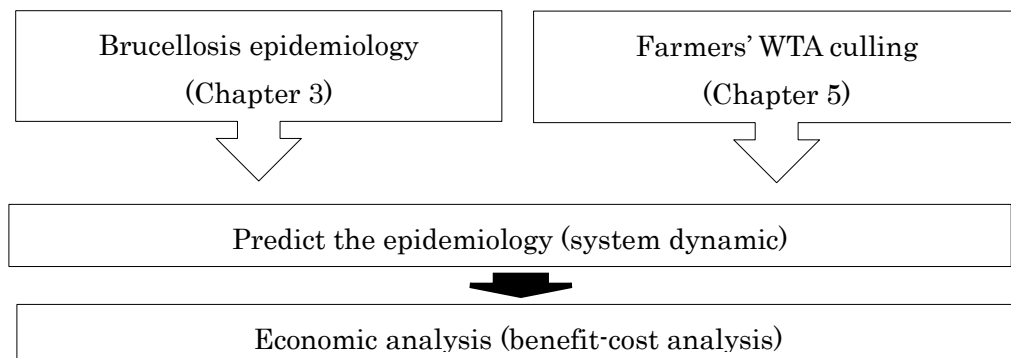 Brucellosis epidemiology
(Chapter 3)
Farmers’ WTA culling
(Chapter 5)
Predict the epidemiology (system dynamic)
Economic analysis (benefit-cost analysis)